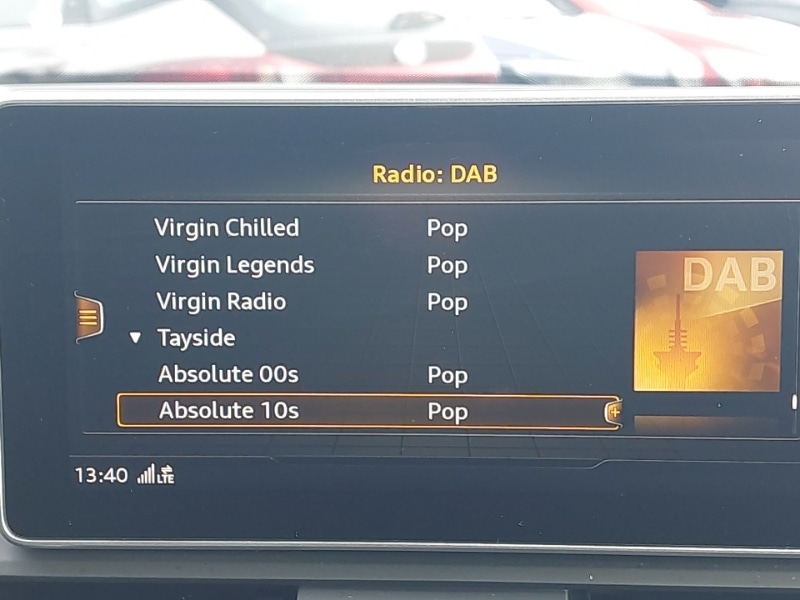 Radio: DAB
Virgin Chilled Pop
Virgin Legends Pop
Virgin Radio Pop
Tayside
Absolute 00s Pop
Absolute 10s Pop
DAB
13:40 LTE